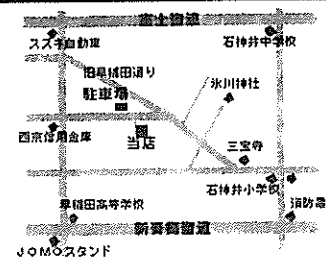 富士街道
スズキ自動車
石神井中学校
旧早稲田通り
駐車場
氷川神社
西京信用金庫
当店
三宝寺
石神井小学校
早稲田高等学校
消防署
新青梅街道
JOMOスタンド